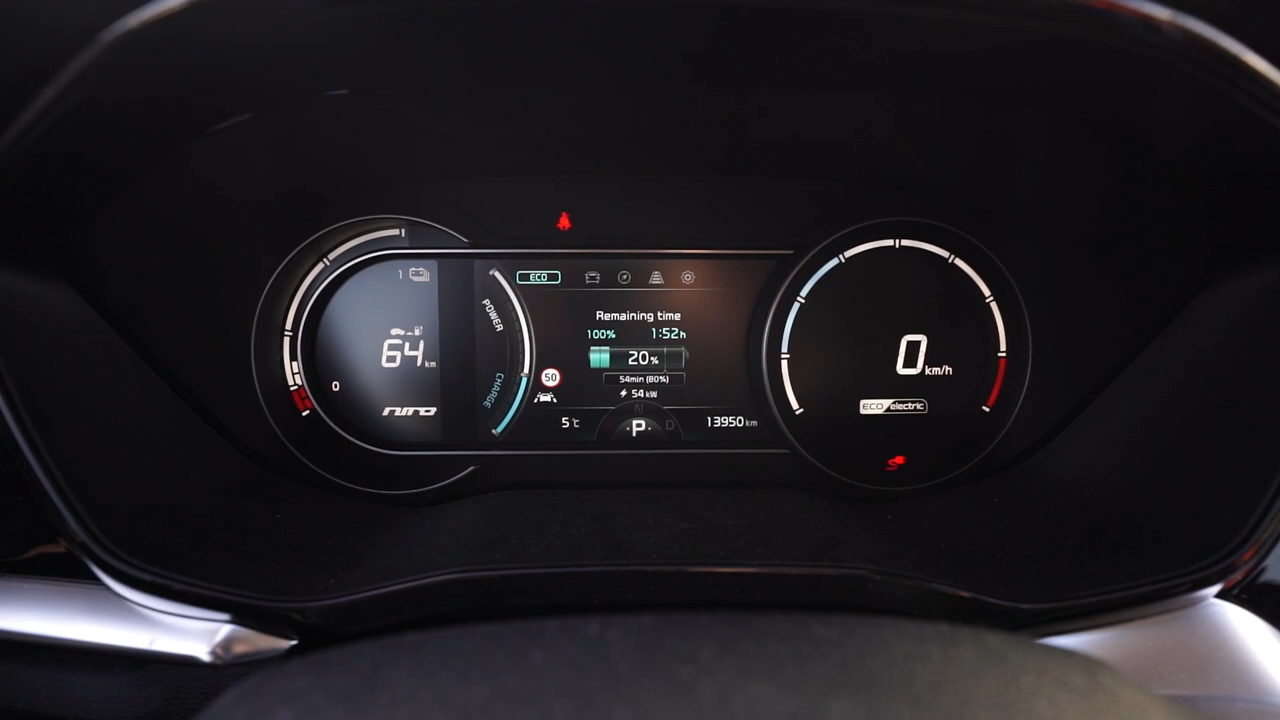 1
64 km
0
NIRO
POWER
CHARGE
ECO
Remaining time
100% 1:52h
20%
54min (80%)
54 kW
50
5 °C
N
R P D
13950 km
0 km/h
ECO electric